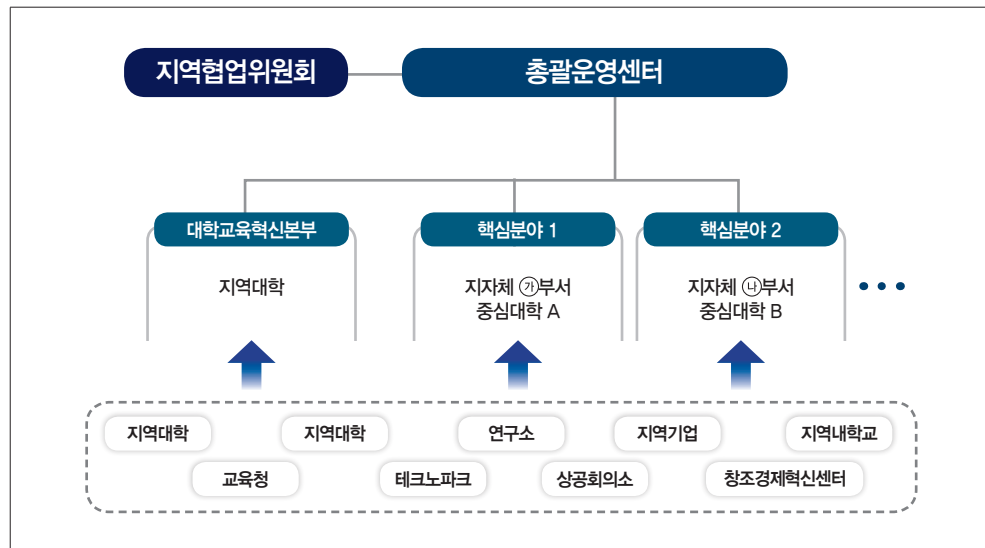 지역협업위원회
총괄운영센터
대학교육혁신본부
핵심분야 1
핵심분야 2
지역대학
지자체 ㉮부서
중심대학 A
지자체 ㉯부서
중심대학 B
•••
지역대학
지역대학
연구소
지역기업
지역내학교
교육청
테크노파크
상공회의소
창조경제혁신센터